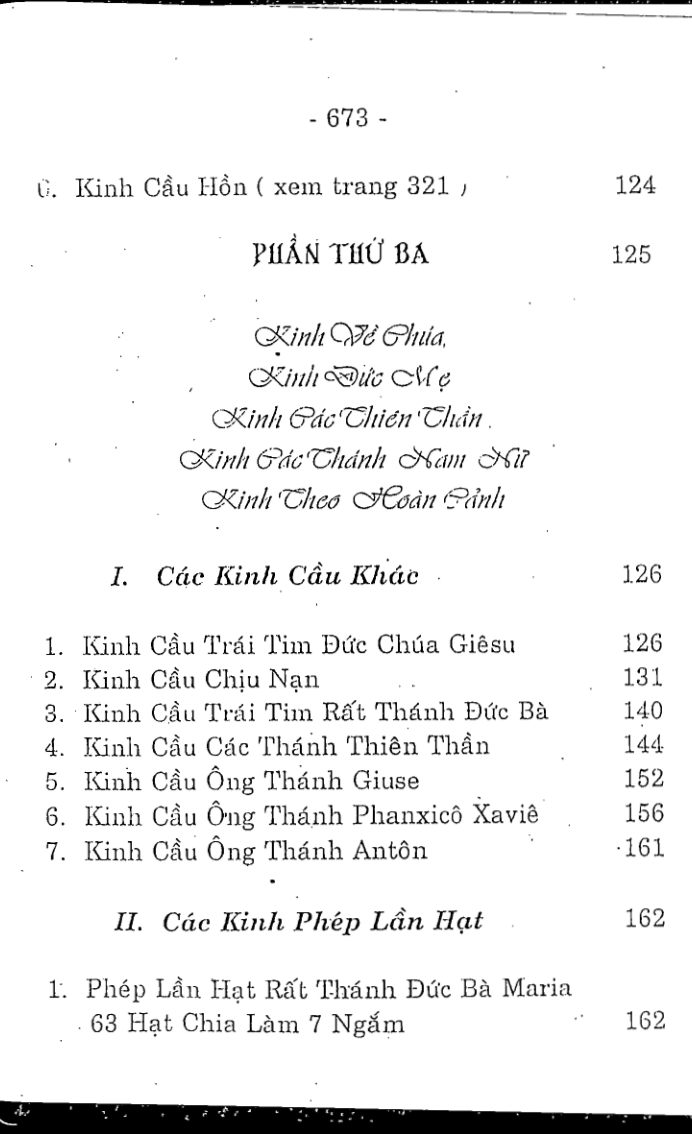 - 673 -
6. Kinh Cầu Hồn ( xem trang 321 ) 124
PHẦN THỨ BA 125
Kinh Về Chúa,
Kinh Đức Mẹ
Kinh Các Thiên Thần
Kinh Các Thánh Nam Nữ
Kinh Theo Hoàn Cảnh
I. Các Kinh Cầu Khác 126
1. Kinh Cầu Trái Tim Đức Chúa Giêsu 126
2. Kinh Cầu Chịu Nạn 131
3. Kinh Cầu Trái Tim Rất Thánh Đức Bà 140
4. Kinh Cầu Các Thánh Thiên Thần 144
5. Kinh Cầu Ông Thánh Giuse 152
6. Kinh Cầu Ông Thánh Phanxicô Xaviê 156
7. Kinh Cầu Ông Thánh Antôn 161
II. Các Kinh Phép Lần Hạt 162
1. Phép Lần Hạt Rất Thánh Đức Bà Maria
63 Hạt Chia Làm 7 Ngắm 162